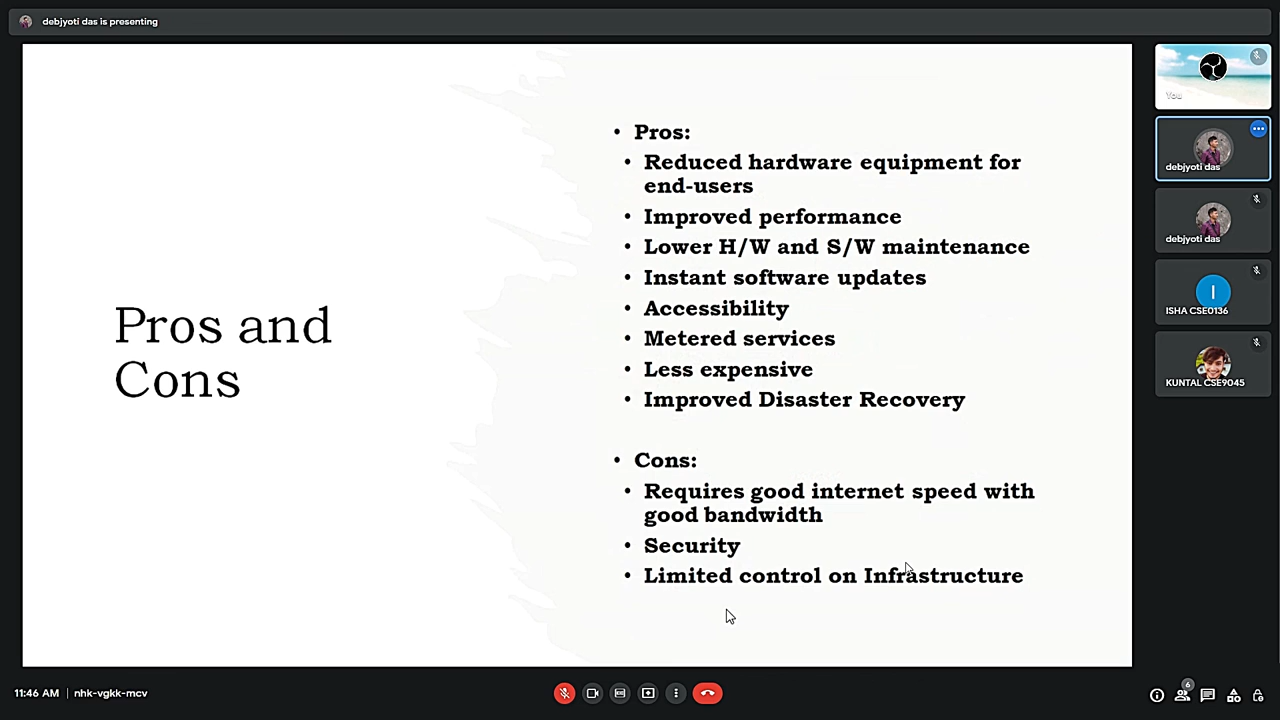 debjyoti das is presenting
Pros and
Cons
• Pros:
• Reduced hardware equipment for
end-users
• Improved performance
• Lower H/W and S/W maintenance
• Instant software updates
• Accessibility
• Metered services
• Less expensive
• Improved Disaster Recovery
• Cons:
• Requires good internet speed with
good bandwidth
• Security
• Limited control on Infrastructure
You
debjyoti das
debjyoti das
I
ISHA CSE0136
KUNTAL CSE9045
11:46 AM | nhk-vgkk-mcv
6